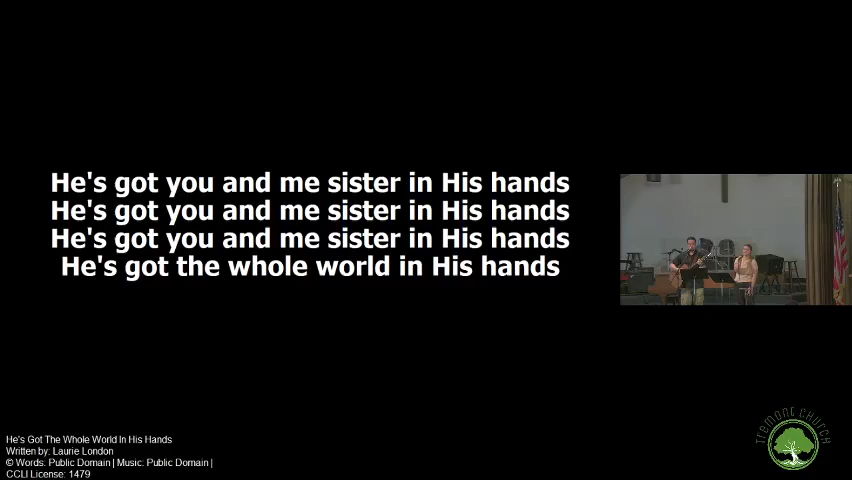 He's got you and me sister in His hands
He's got you and me sister in His hands
He's got you and me sister in His hands
He's got the whole world in His hands
He's Got The Whole World In His Hands
Written by: Laurie London
© Words: Public Domain | Music: Public Domain |
CCLI License: 1479
TREMONT CHURCH